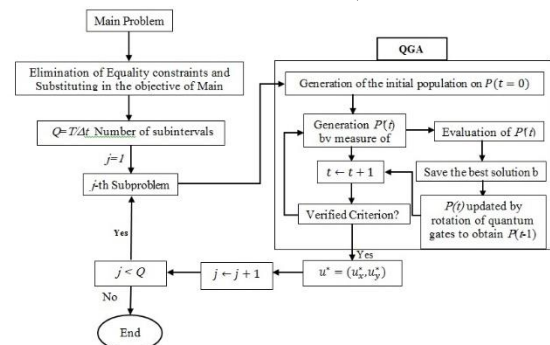 Main Problem
Elimination of Equality constraints and
Substituting in the objective of Main
Q=T/Δt Number of subintervals
j=1
j-th Subproblem
Yes
j < Q
No
End
j ← j + 1
u* = (u*x, u*y)
Yes
QGA
Generation of the initial population on P(t = 0)
Generation P(t)
by measure of
Evaluation of P(t)
Save the best solution b
t ← t + 1
P(t) updated by
rotation of quantum
gates to obtain P(t-1)
Verified Criterion?